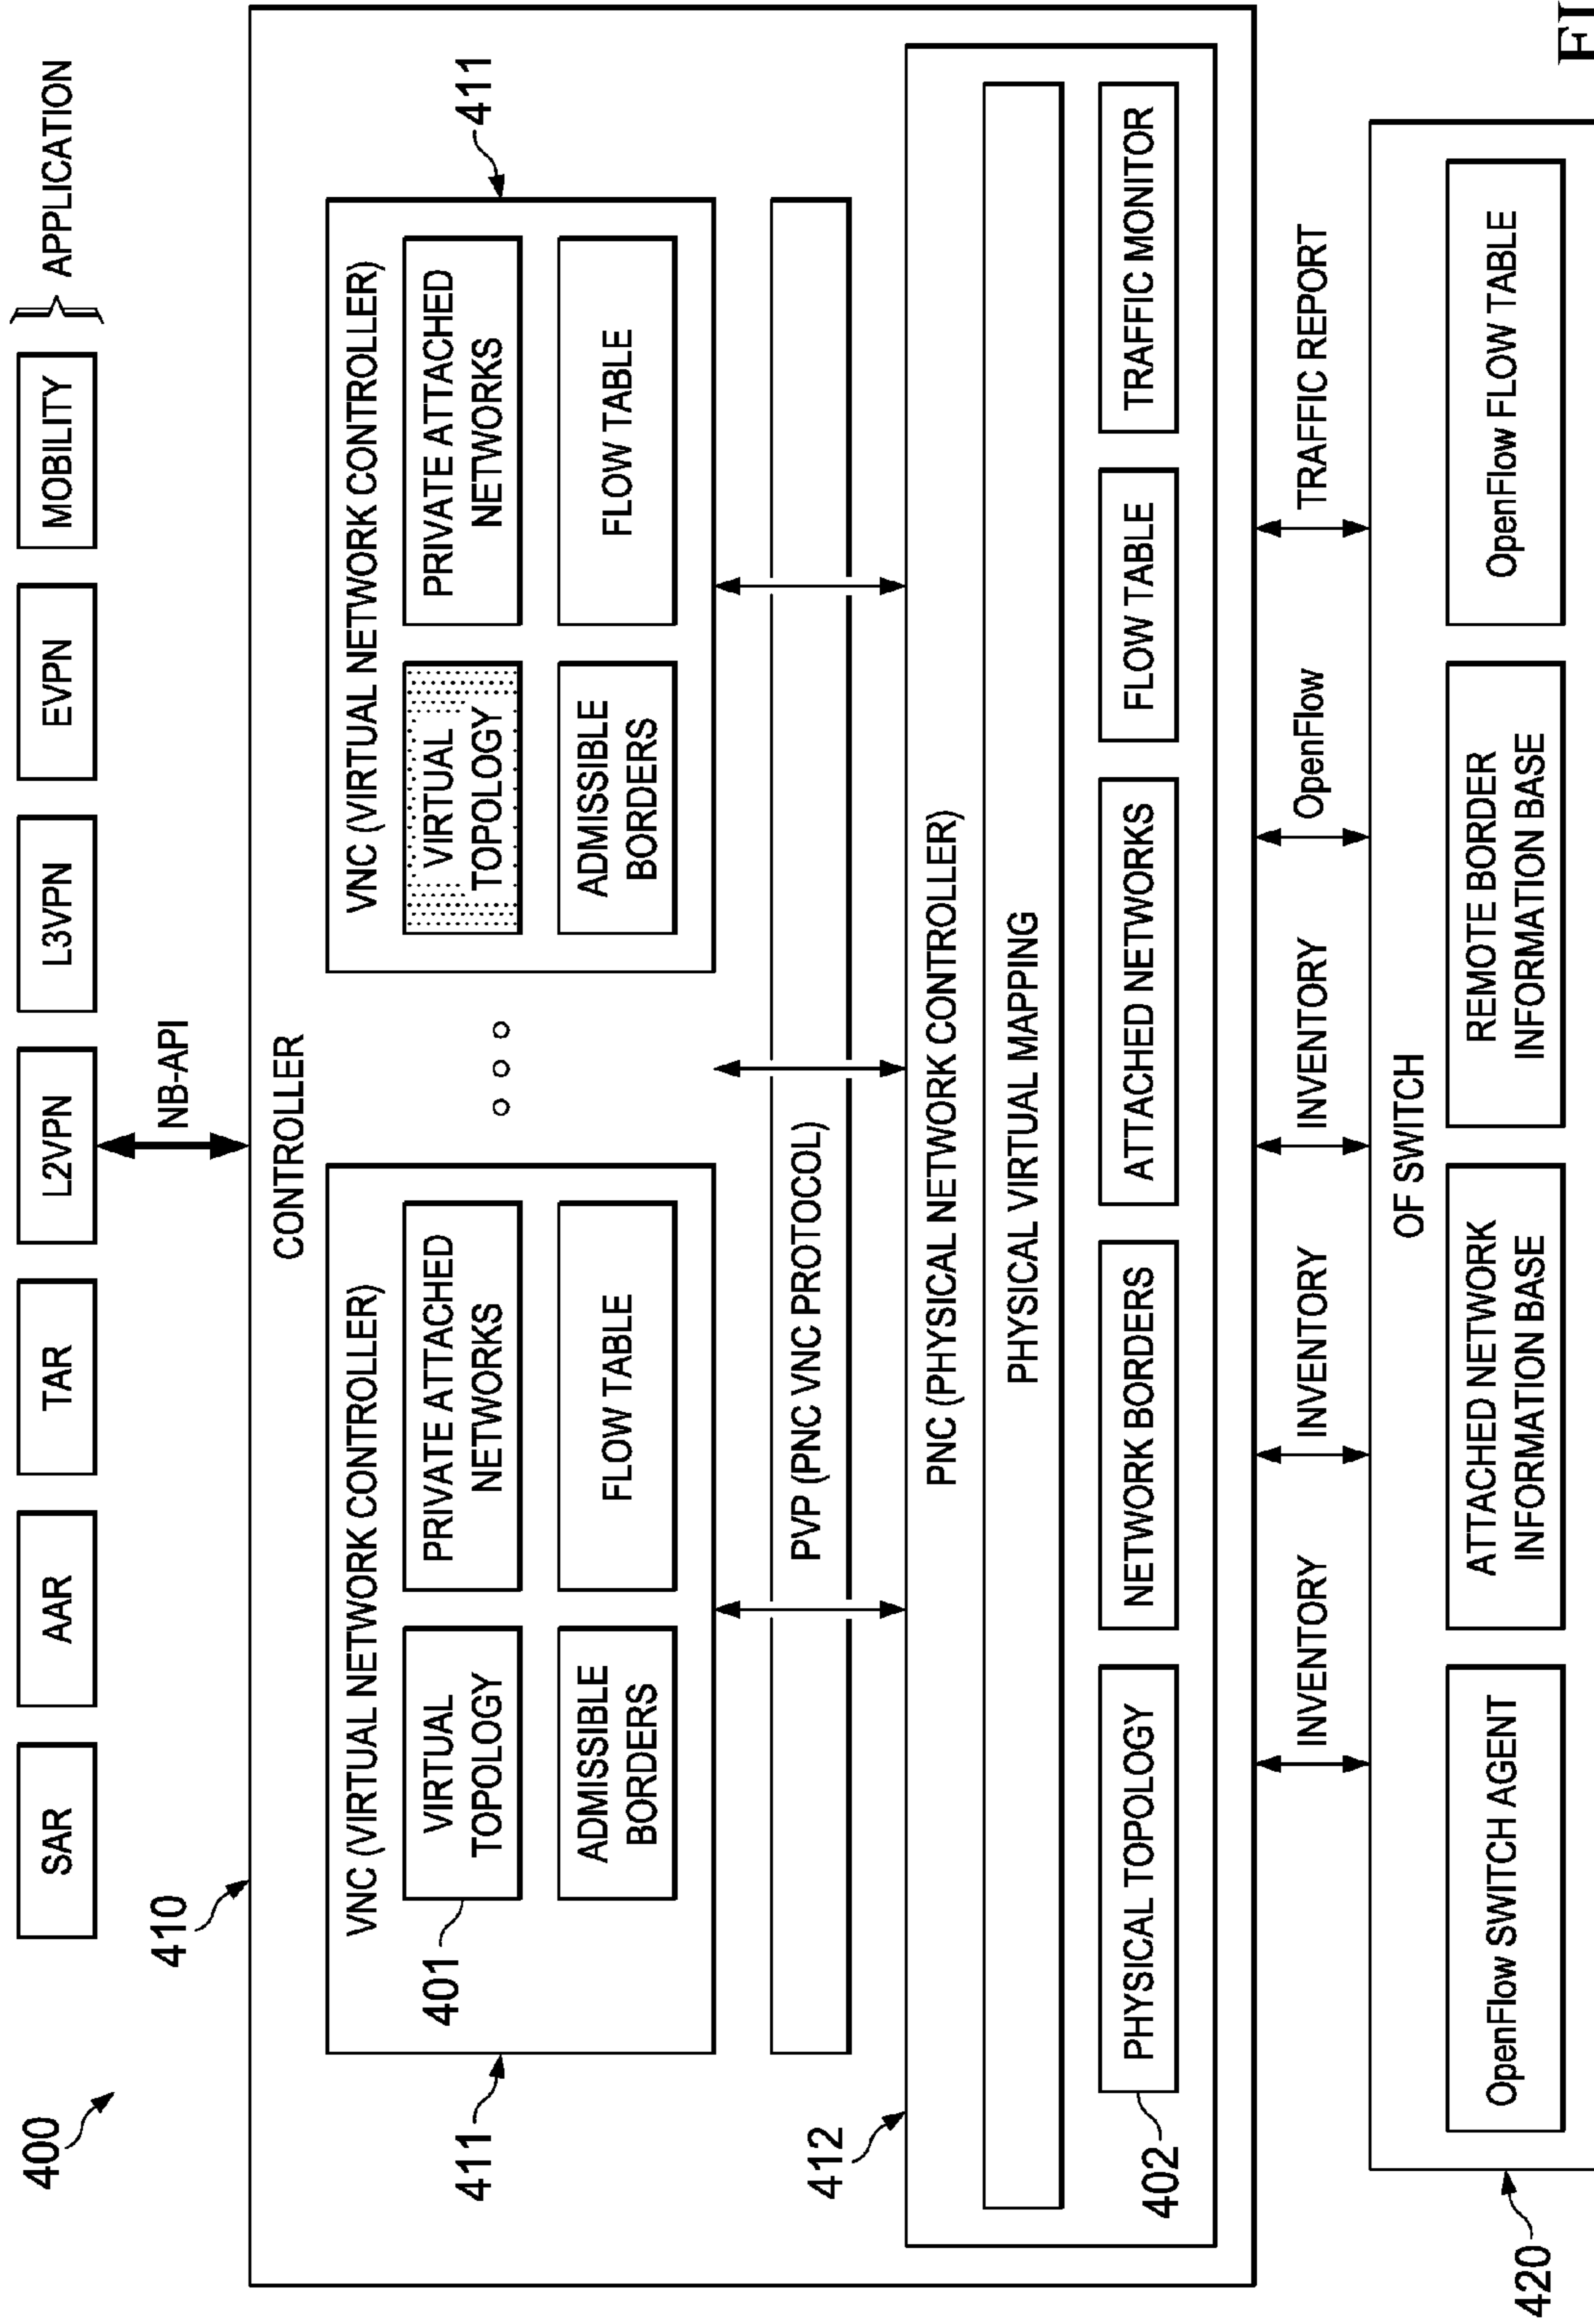 400
SAR
AAR
TAR
L2VPN
L3VPN
EVPN
MOBILITY
APPLICATION
NB-API
410
CONTROLLER
411
VNC (VIRTUAL NETWORK CONTROLLER)
401
VIRTUAL
TOPOLOGY
PRIVATE ATTACHED
NETWORKS
ADMISSIBLE
BORDERS
FLOW TABLE
VNC (VIRTUAL NETWORK CONTROLLER)
411
VIRTUAL
TOPOLOGY
PRIVATE ATTACHED
NETWORKS
ADMISSIBLE
BORDERS
FLOW TABLE
PVP (PNC VNC PROTOCOL)
412
PNC (PHYSICAL NETWORK CONTROLLER)
PHYSICAL VIRTUAL MAPPING
402
PHYSICAL TOPOLOGY
NETWORK BORDERS
ATTACHED NETWORKS
FLOW TABLE
TRAFFIC MONITOR
INVENTORY
INVENTORY
INVENTORY
OpenFlow
TRAFFIC REPORT
420
OF SWITCH
OpenFlow SWITCH AGENT
ATTACHED NETWORK
INFORMATION BASE
REMOTE BORDER
INFORMATION BASE
OpenFlow FLOW TABLE